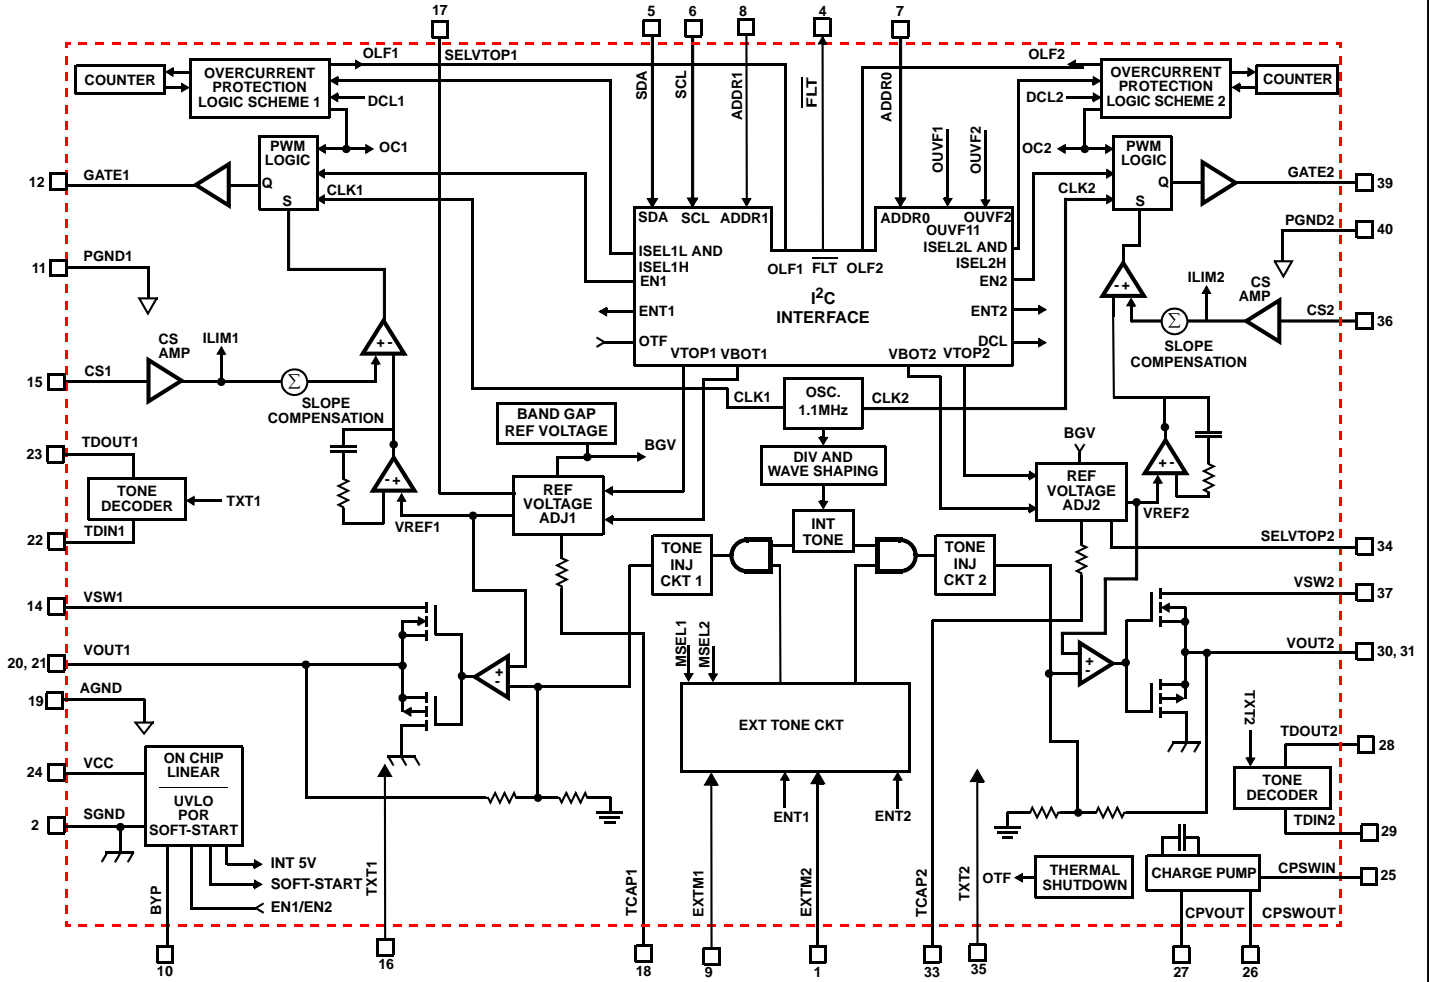 17
5
6
8
4
7
OLF1
SELVTOP1
OLF2
COUNTER
OVERCURRENT
PROTECTION
LOGIC SCHEME 1
DCL1
SDA
SCL
ADDR1
FLT
ADDR0
OUVF1
OUVF2
DCL2
OVERCURRENT
PROTECTION
LOGIC SCHEME 2
COUNTER
PWM
LOGIC
Q
S
OC1
CLK1
OC2
CLK2
PWM
LOGIC
Q
S
12
GATE1
GATE2
39
11
PGND1
PGND2
40
SDA
SCL
ADDR1
ADDR0
OUVF2
OUVF11
ISEL1L AND
ISEL1H
EN1
ENT1
OTF
VTOP1
VBOT1
OLF1
FLT
OLF2
I2C
INTERFACE
ISEL2L AND
ISEL2H
EN2
ENT2
DCL
VBOT2
VTOP2
CS
AMP
ILIM1
- +
ILIM2
CS
AMP
CS2
36
+ -
Σ
SLOPE
COMPENSATION
15
CS1
Σ
SLOPE
COMPENSATION
CLK1
OSC.
1.1MHz
CLK2
BAND GAP
REF VOLTAGE
BGV
DIV AND
WAVE SHAPING
BGV
23
TDOUT1
TONE
DECODER
TXT1
22
TDIN1
- +
VREF1
REF
VOLTAGE
ADJ1
REF
VOLTAGE
ADJ2
+ -
VREF2
INT
TONE
TONE
INJ
CKT 1
TONE
INJ
CKT 2
SELVTOP2
34
14
VSW1
VSW2
37
20, 21
VOUT1
VOUT2
30, 31
+
-
MSEL1
MSEL2
+
-
19
AGND
EXT TONE CKT
TXT2
TDOUT2
28
24
VCC
ON CHIP
LINEAR
UVLO
POR
SOFT-START
2
SGND
TONE
DECODER
TDIN2
29
ENT1
ENT2
INT 5V
SOFT-START
EN1/EN2
BYP
TXT1
TCAP1
EXTM1
EXTM2
TCAP2
TXT2
OTF
THERMAL
SHUTDOWN
CHARGE PUMP
CPSWIN
25
CPVOUT
CPSWOUT
10
16
18
9
1
33
35
27
26